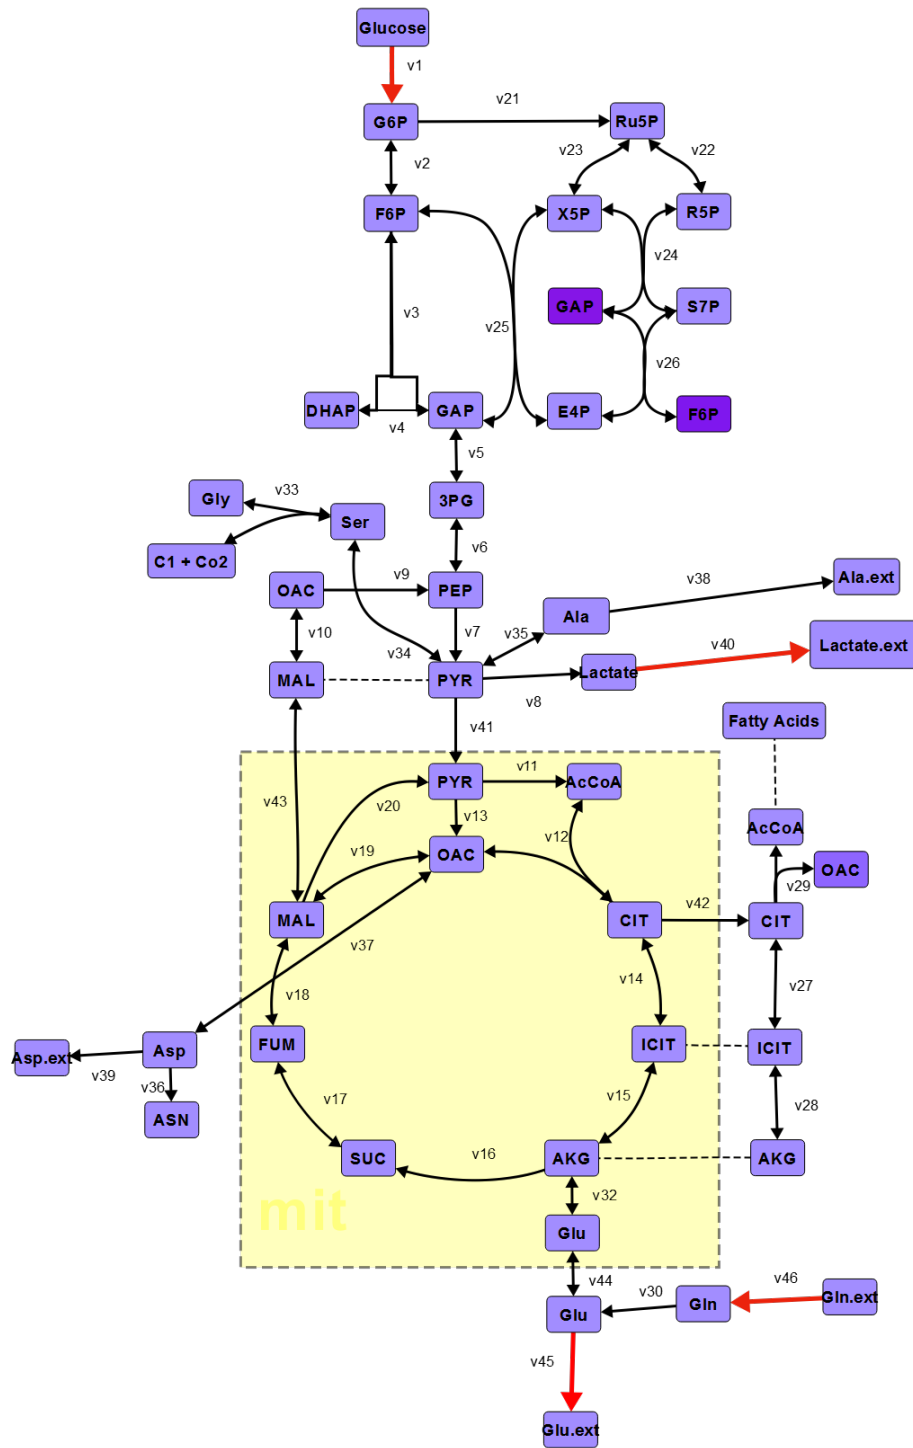 Glucose
v1
v21
G6P
Ru5P
v2
v23
v22
F6P
X5P
R5P
v24
GAP
S7P
v3
v25
v26
DHAP
GAP
E4P
F6P
v4
v5
v33
Gly
3PG
Ser
v6
C1 + Co2
v9
v38
OAC
PEP
Ala.ext
Ala
v10
v7
v35
v40
Lactate.ext
v34
MAL
PYR
Lactate
v8
Fatty Acids
v41
v11
PYR
AcCoA
v20
v13
v12
AcCoA
v43
v19
OAC
OAC
v29
MAL
CIT
v42
CIT
v37
v14
v27
v18
Asp.ext
Asp
FUM
ICIT
ICIT
v39
v36
v17
v15
v28
ASN
SUC
v16
AKG
AKG
v32
mit
Glu
v44
v30
v46
Glu
Gln
Gln.ext
v45
Glu.ext